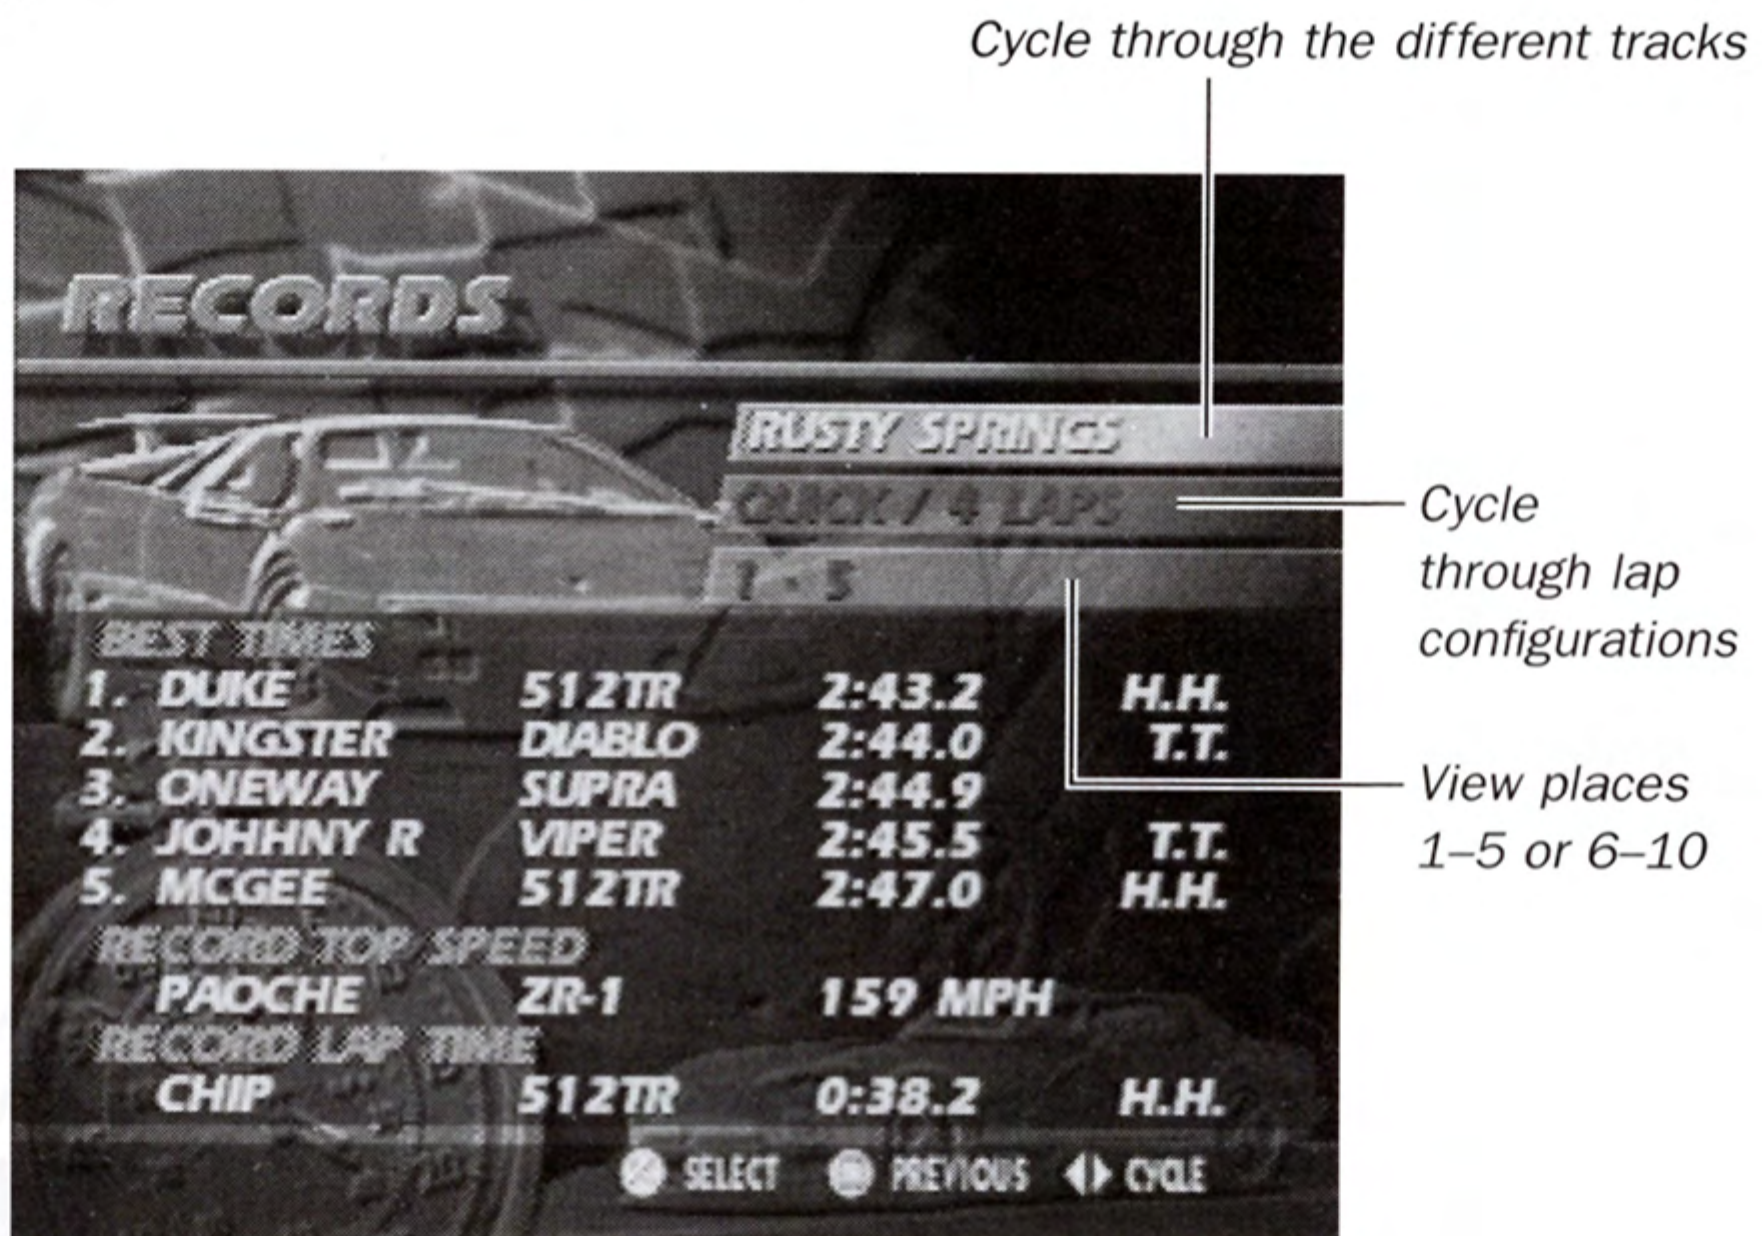 Cycle through the different tracks
RECORDS
RUSTY SPRINGS
QUICK / 4 LAPS
Cycle
through lap
configurations
1 - 5
BEST TIMES
1. DUKE 512TR 2:43.2 H.H.
2. KINGSTER DIABLO 2:44.0 T.T.
3. ONEWAY SUPRA 2:44.9
View places
1–5 or 6–10
4. JOHHNY R VIPER 2:45.5 T.T.
5. MCGEE 512TR 2:47.0 H.H.
RECORD TOP SPEED
PAOCHE ZR-1 159 MPH
RECORD LAP TIME
CHIP 512TR 0:38.2 H.H.
SELECT PREVIOUS CYCLE